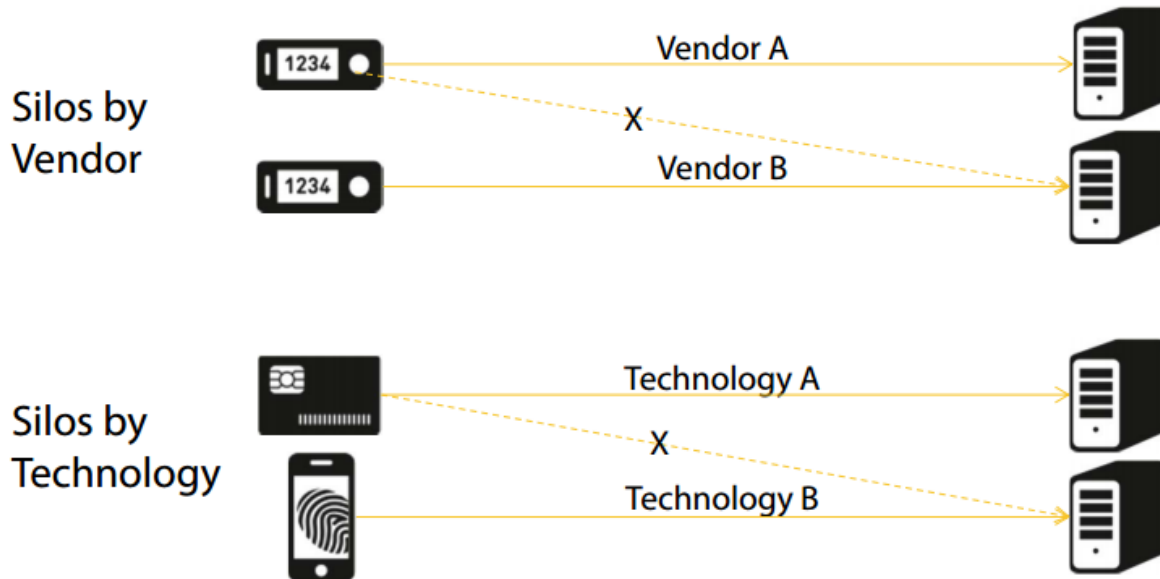 Silos by
Vendor
1234
Vendor A
X
1234
Vendor B
Silos by
Technology
Technology A
X
Technology B